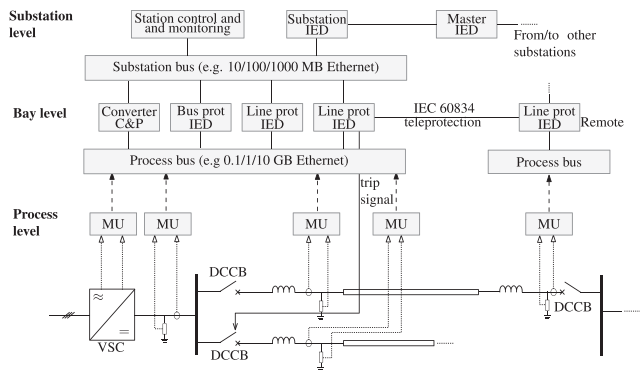 Substation
level
Station control and
and monitoring
Substation
IED
Master
IED
From/to other
substations
Substation bus (e.g. 10/100/1000 MB Ethernet)
Bay level
Converter
C&P
Bus prot
IED
Line prot
IED
Line prot
IED
IEC 60834
teleprotection
Line prot
IED
Remote
Process bus (e.g 0.1/1/10 GB Ethernet)
Process bus
trip
signal
Process
level
MU
MU
MU
MU
MU
DCCB
DCCB
DCCB
≈
=
VSC